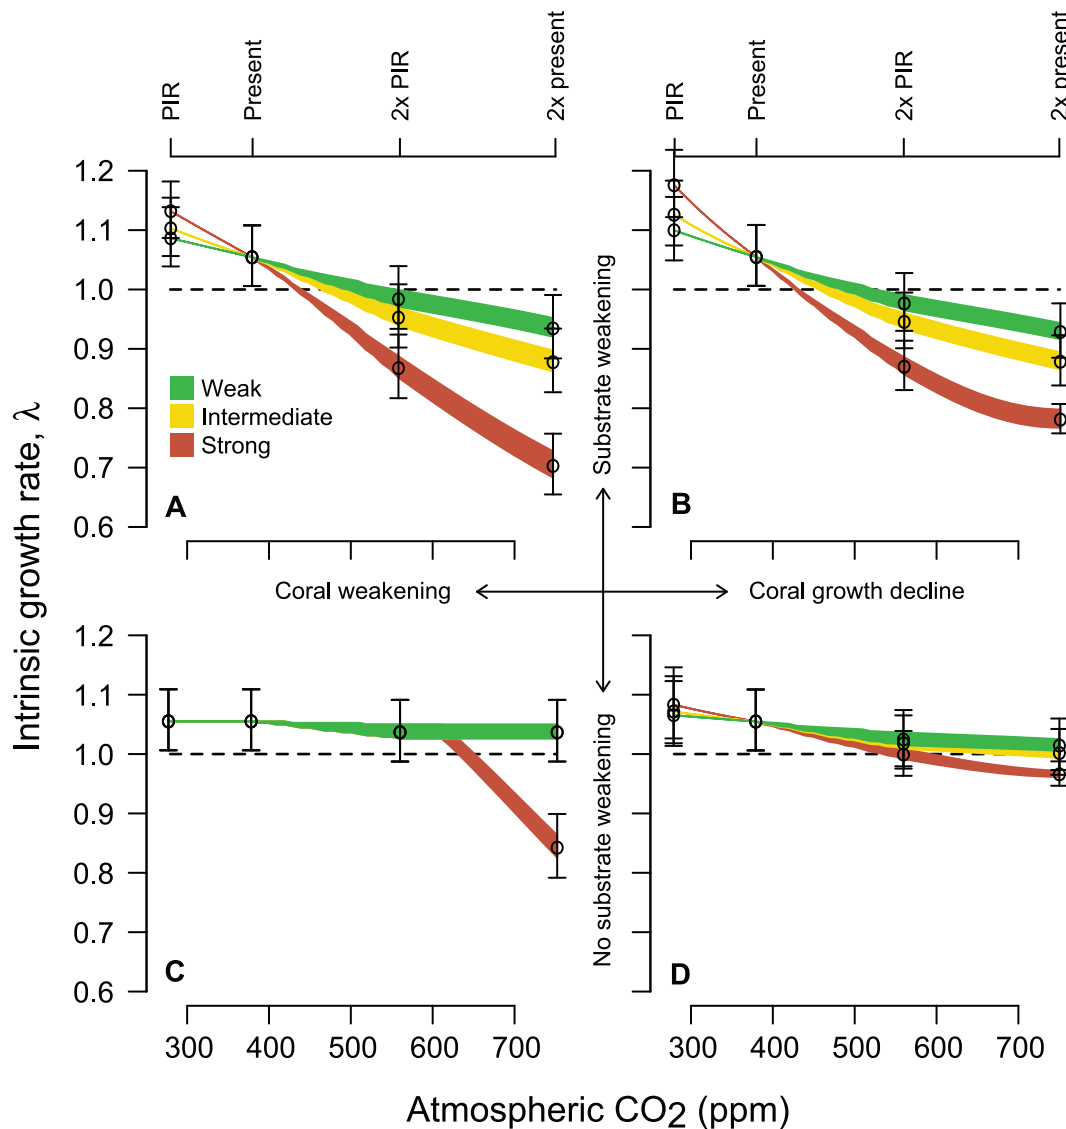 PIR Present 2x PIR 2x present
PIR Present 2x PIR 2x present
Intrinsic growth rate, λ
1.2
1.1
1.0
0.9
0.8
0.7
0.6
Weak
Intermediate
Strong
A
B
Substrate weakening
Coral weakening
Coral growth decline
No substrate weakening
1.2
1.1
1.0
0.9
0.8
0.7
0.6
C
D
300 400 500 600 700
300 400 500 600 700
Atmospheric CO2 (ppm)